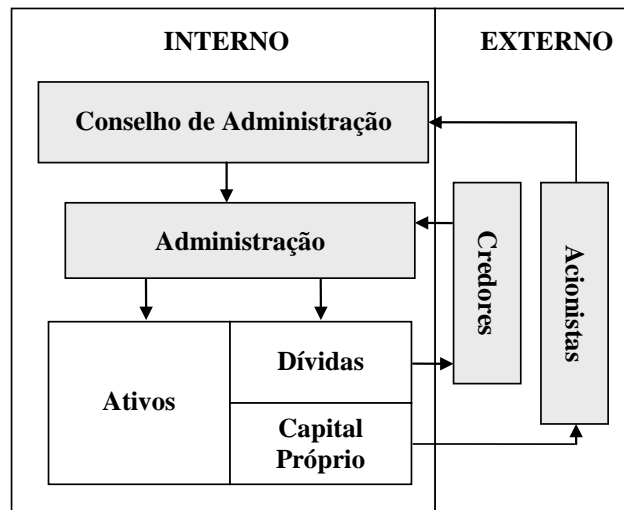 INTERNO
EXTERNO
Conselho de Administração
Administração
Credores
Acionistas
Ativos
Dívidas
Capital
Próprio